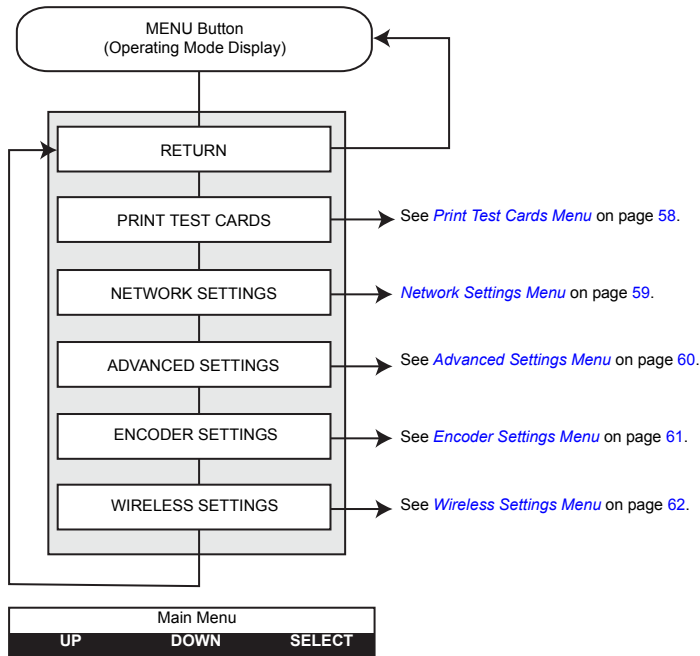 MENU Button
(Operating Mode Display)
RETURN
PRINT TEST CARDS
See Print Test Cards Menu on page 58.
NETWORK SETTINGS
Network Settings Menu on page 59.
ADVANCED SETTINGS
See Advanced Settings Menu on page 60.
ENCODER SETTINGS
See Encoder Settings Menu on page 61.
WIRELESS SETTINGS
See Wireless Settings Menu on page 62.
Main Menu
UP DOWN SELECT